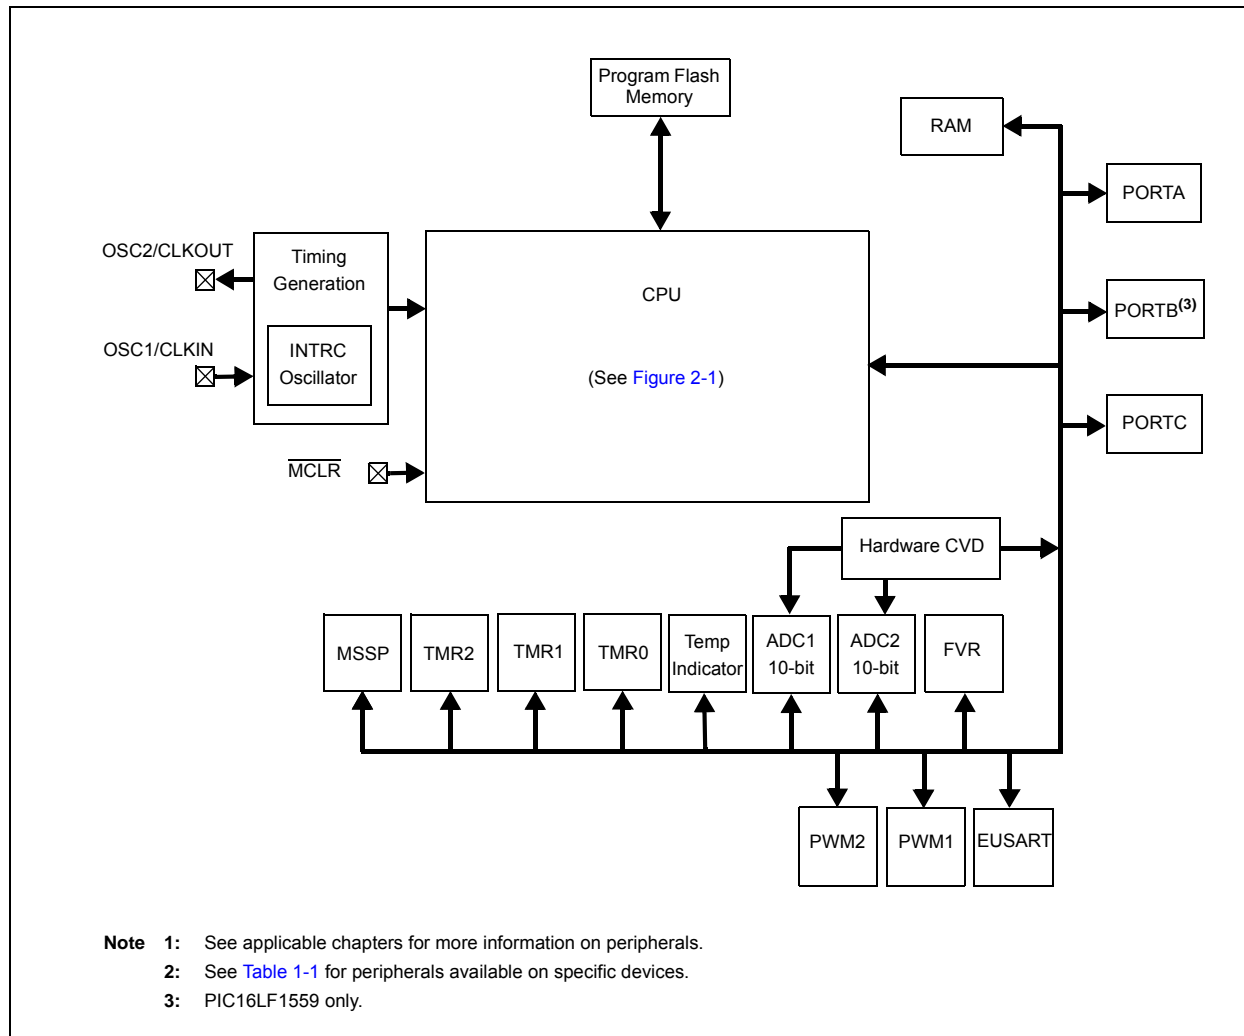 Program Flash
Memory
RAM
PORTA
OSC2/CLKOUT
Timing
Generation
CPU
PORTB(3)
OSC1/CLKIN
INTRC
Oscillator
(See Figure 2-1)
PORTC
MCLR
Hardware CVD
MSSP
TMR2
TMR1
TMR0
Temp
Indicator
ADC1
10-bit
ADC2
10-bit
FVR
PWM2
PWM1
EUSART
Note 1: See applicable chapters for more information on peripherals.
2: See Table 1-1 for peripherals available on specific devices.
3: PIC16LF1559 only.